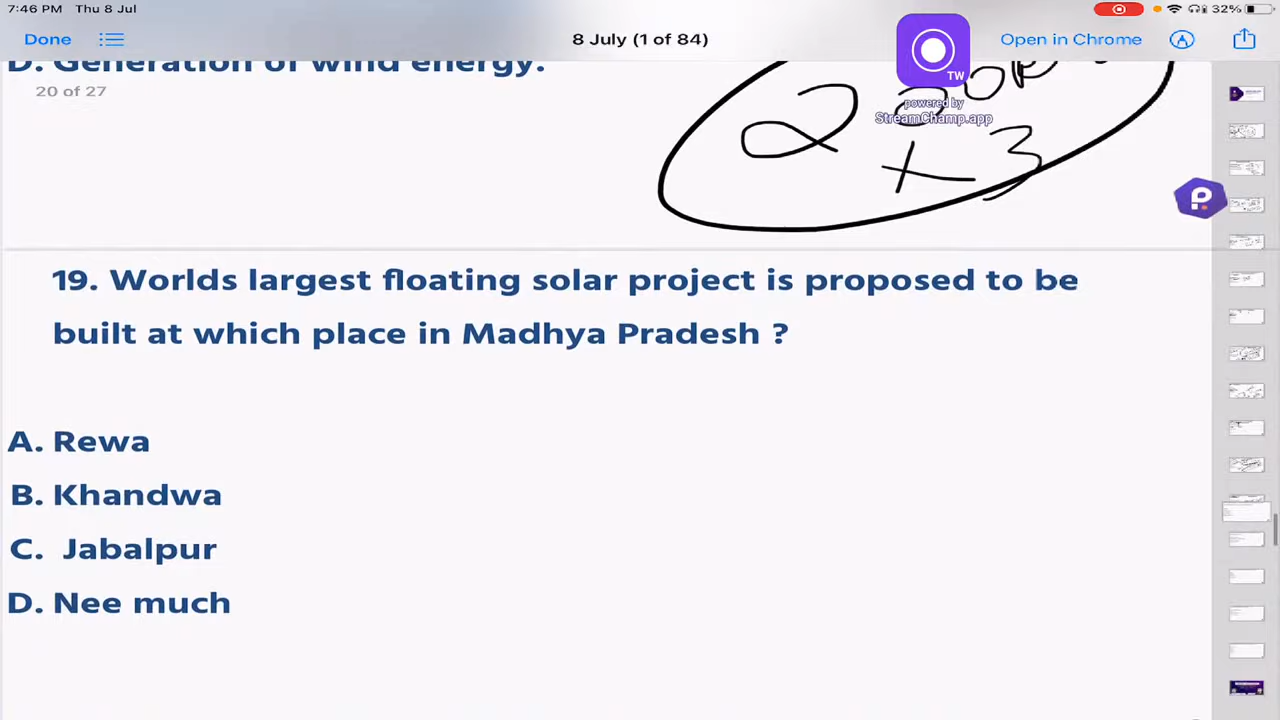 7:46 PM Thu 8 Jul
32%
Done
8 July (1 of 84)
Open in Chrome
TW
powered by
StreamChamp.app
D. Generation of wind energy.
20 of 27
2
+ 3
19. Worlds largest floating solar project is proposed to be
built at which place in Madhya Pradesh ?
A. Rewa
B. Khandwa
C. Jabalpur
D. Nee much